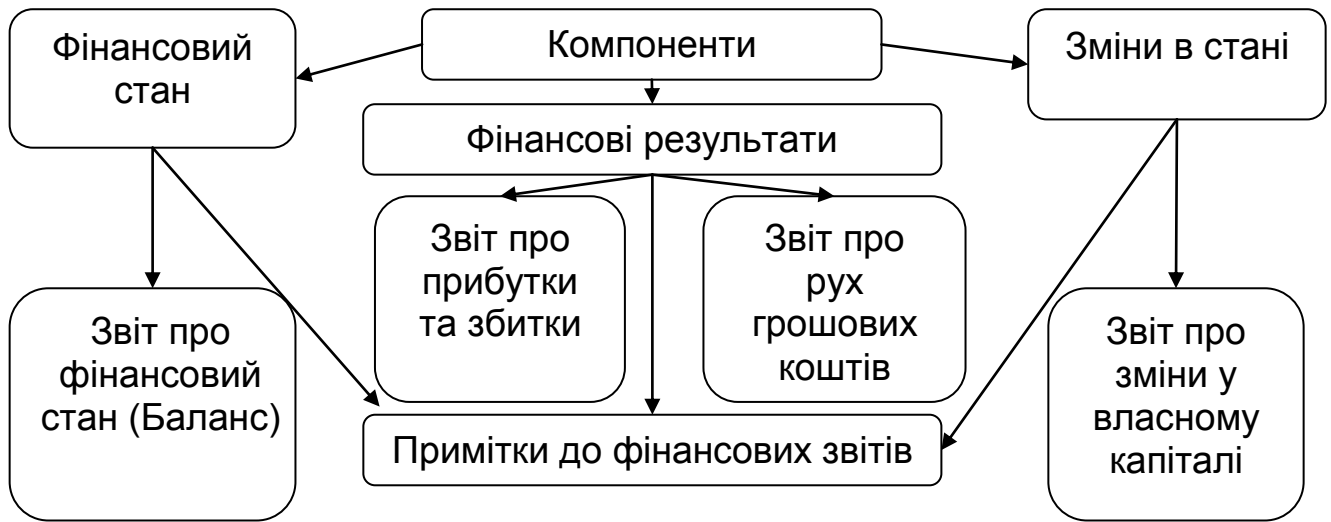 Фінансовий
стан
Компоненти
Зміни в стані
Фінансові результати
Звіт про
прибутки
та збитки
Звіт про
рух
грошових
коштів
Звіт про
фінансовий
стан (Баланс)
Звіт про
зміни у
власному
капіталі
Примітки до фінансових звітів